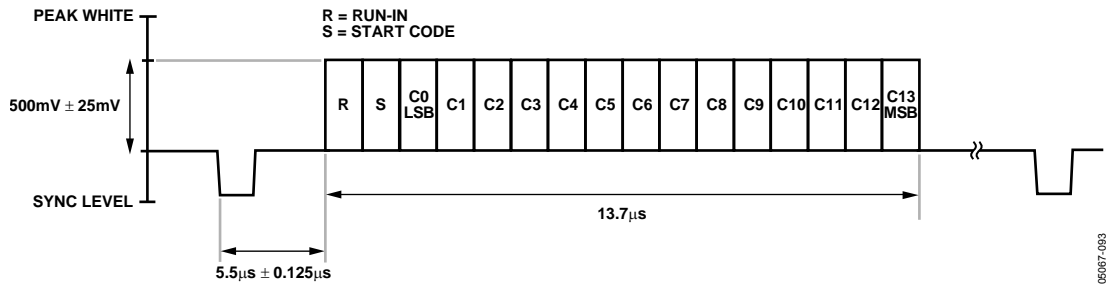 PEAK WHITE
R = RUN-IN
S = START CODE
500mV ± 25mV
R
S
C0
LSB
C1
C2
C3
C4
C5
C6
C7
C8
C9
C10
C11
C12
C13
MSB
SYNC LEVEL
13.7μs
5.5μs ± 0.125μs
05067-093